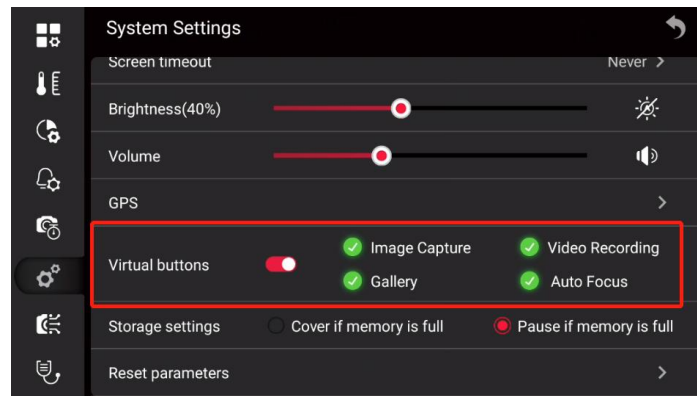 System Settings
Screen timeout Never >
Brightness(40%)
Volume
GPS >
Image Capture Video Recording
Virtual buttons
Gallery Auto Focus
Storage settings Cover if memory is full Pause if memory is full
Reset parameters >